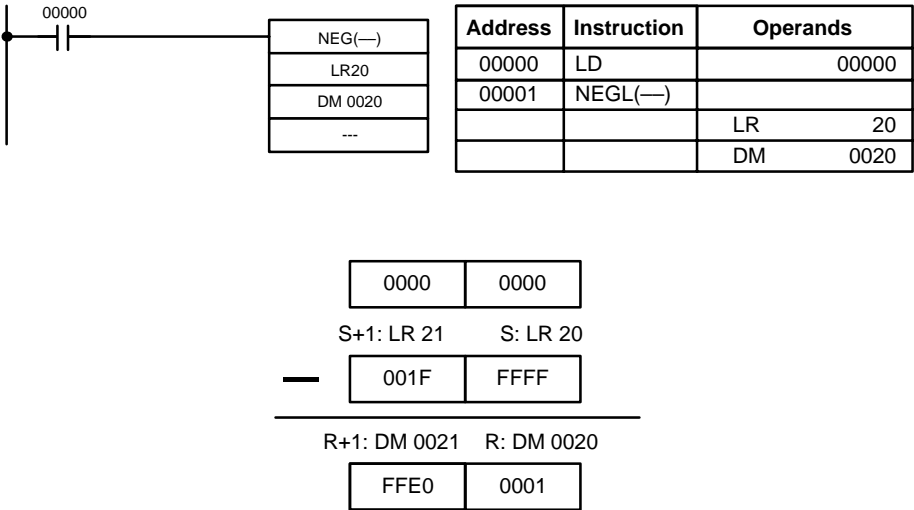 00000
NEG(—)
LR20
DM 0020
---
Address Instruction Operands
00000 LD 00000
00001 NEGL(—)
LR 20
DM 0020
0000 0000
S+1: LR 21 S: LR 20
— 001F FFFF
R+1: DM 0021 R: DM 0020
FFE0 0001